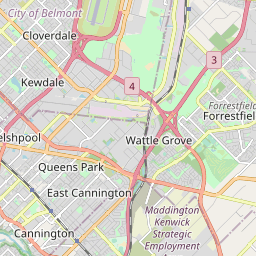 City of Belmont
Cloverdale
4
3
Kewdale
Forrestfield
Forrestfield
elshpool
Wattle Grove
Queens Park
East Cannington
Maddington
Kenwick
Strategic
Employment
Cannington